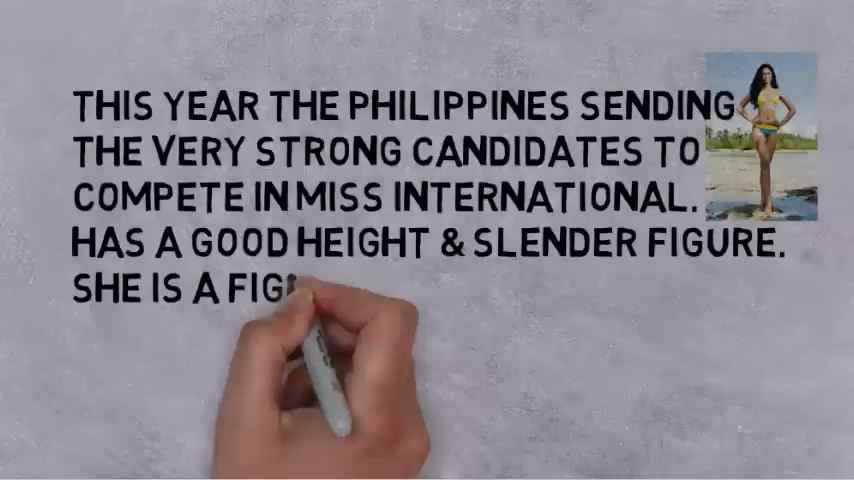 THIS YEAR THE PHILIPPINES SENDING
THE VERY STRONG CANDIDATES TO
COMPETE IN MISS INTERNATIONAL.
HAS A GOOD HEIGHT & SLENDER FIGURE.
SHE IS A FIG